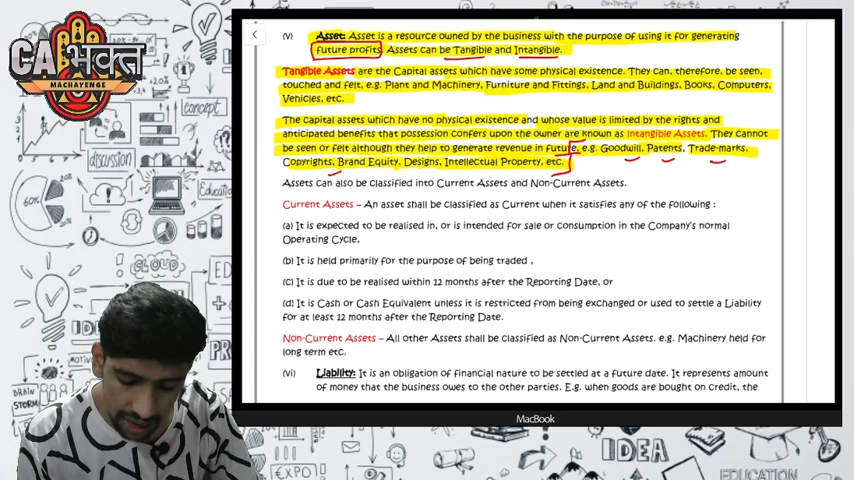 CA भक्त
MACHAYENGE
(v) Asset: Asset is a resource owned by the business with the purpose of using it for generating
future profits. Assets can be Tangible and Intangible.
Tangible Assets are the Capital assets which have some physical existence. They can, therefore, be seen,
touched and felt, e.g. Plant and Machinery, Furniture and Fittings, Land and Buildings, Books, Computers,
Vehicles, etc.
The capital assets which have no physical existence and whose value is limited by the rights and
anticipated benefits that possession confers upon the owner are known as Intangible Assets. They cannot
be seen or felt although they help to generate revenue in future, e.g. Goodwill, Patents, Trade-marks,
Copyrights, Brand Equity, Designs, Intellectual Property, etc.
Assets can also be classified into Current Assets and Non-Current Assets.
Current Assets – An asset shall be classified as Current when it satisfies any of the following :
(a) It is expected to be realised in, or is intended for sale or consumption in the Company's normal
Operating Cycle,
(b) It is held primarily for the purpose of being traded ,
(c) It is due to be realised within 12 months after the Reporting Date, or
(d) It is Cash or Cash Equivalent unless it is restricted from being exchanged or used to settle a Liability
for at least 12 months after the Reporting Date.
Non-Current Assets – All other Assets shall be classified as Non-Current Assets. e.g. Machinery held for
long term etc.
(vi) Liability: It is an obligation of financial nature to be settled at a future date. It represents amount
of money that the business owes to the other parties. E.g. when goods are bought on credit, the
MacBook
concept
discussion
Education
60%
20%
CLOUD
BRAIN
STORM
EXPO
IDEA
EDUCATION